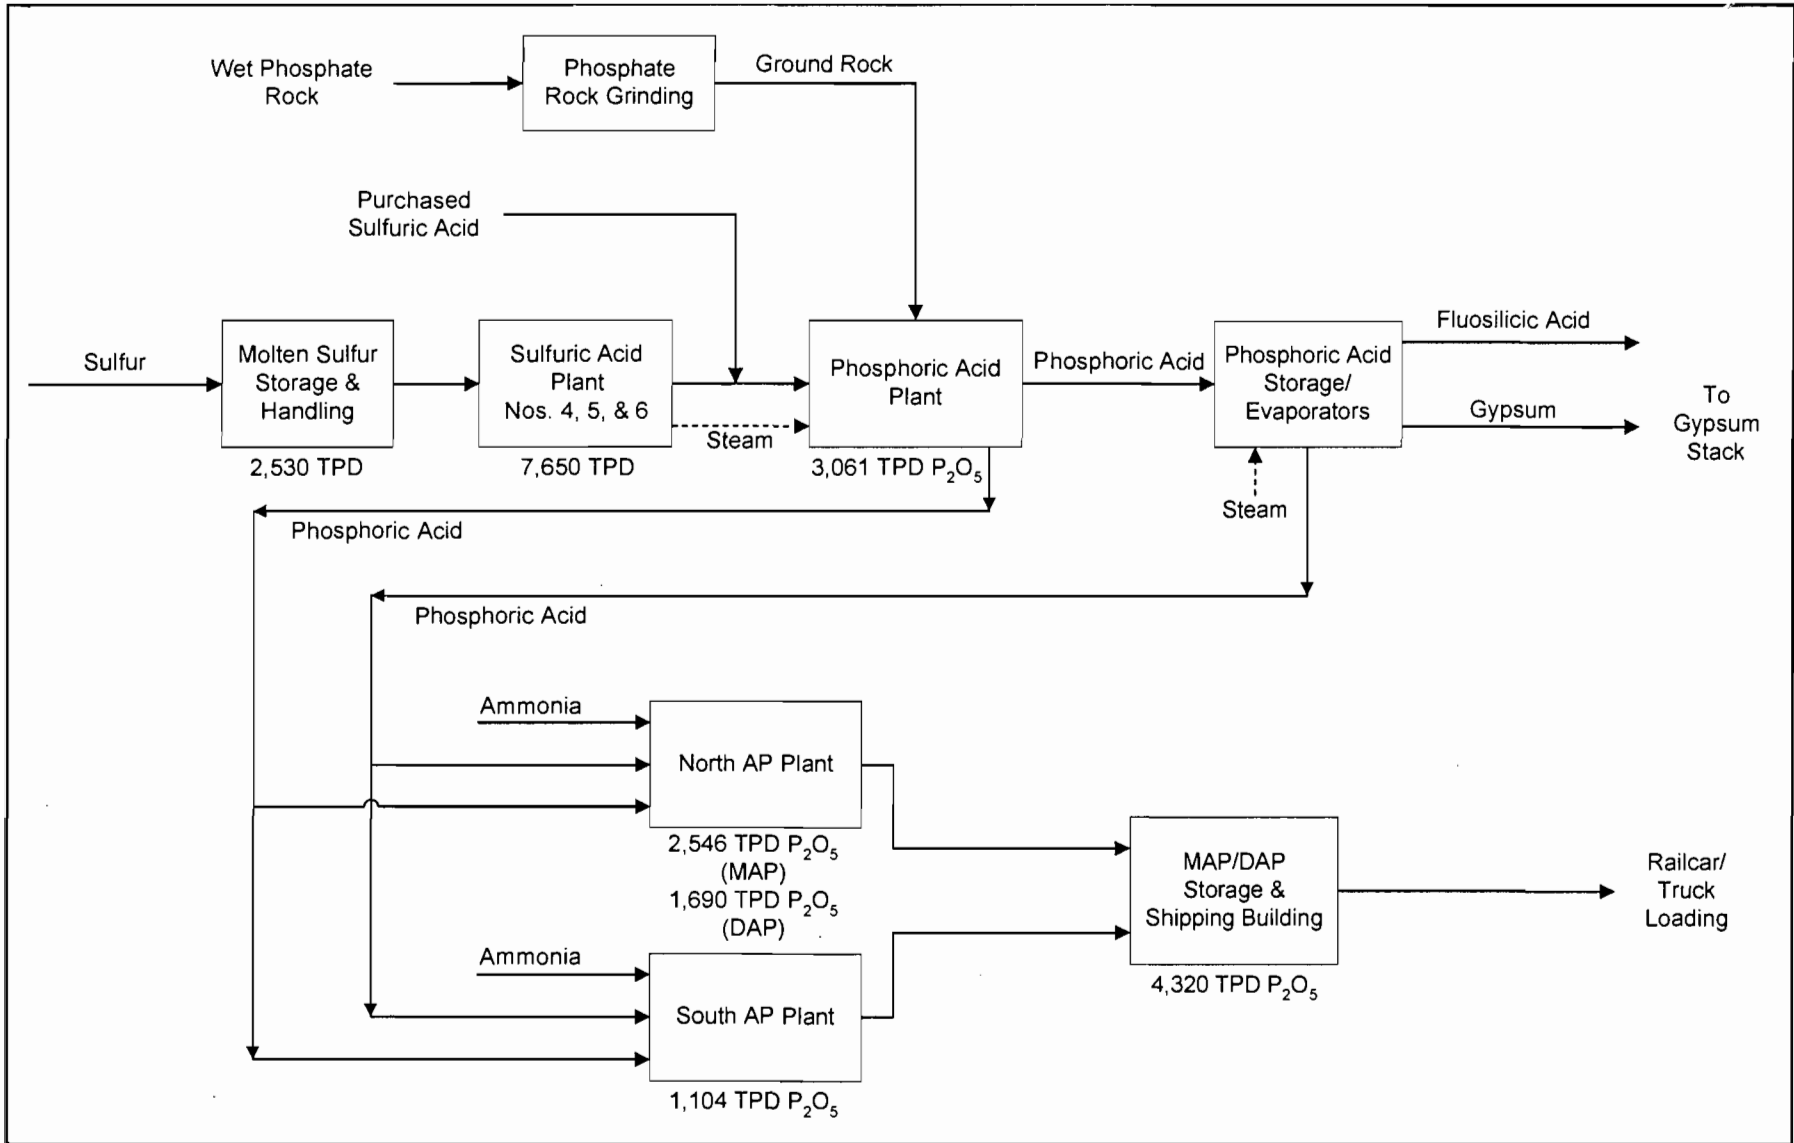 Wet Phosphate
Rock
Phosphate
Rock Grinding
Ground Rock
Purchased
Sulfuric Acid
Sulfur
Molten Sulfur
Storage &
Handling
2,530 TPD
Sulfuric Acid
Plant
Nos. 4, 5, & 6
7,650 TPD
Steam
Phosphoric Acid
Plant
3,061 TPD P₂O₅
Phosphoric Acid
Phosphoric Acid
Storage/
Evaporators
Steam
Fluosilicic Acid
Gypsum
To
Gypsum
Stack
Phosphoric Acid
Phosphoric Acid
Ammonia
North AP Plant
2,546 TPD P₂O₅
(MAP)
1,690 TPD P₂O₅
(DAP)
Ammonia
South AP Plant
1,104 TPD P₂O₅
MAP/DAP
Storage &
Shipping Building
4,320 TPD P₂O₅
Railcar/
Truck
Loading